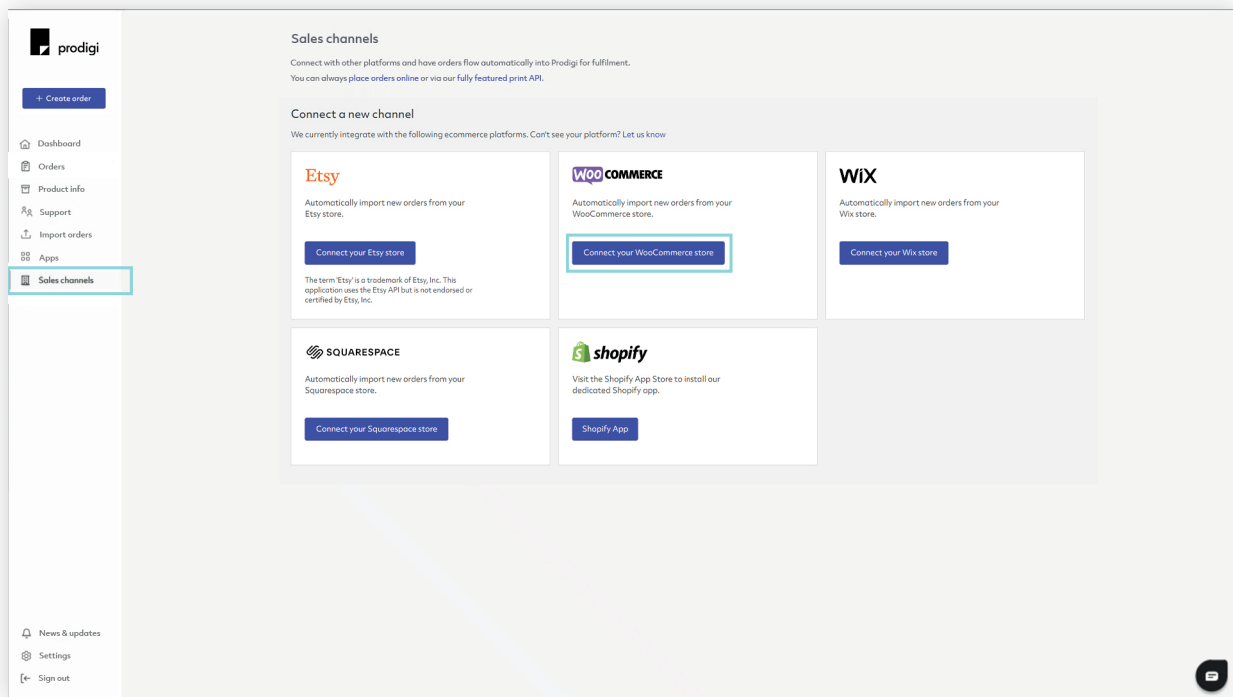 prodigi
+ Create order
Dashboard
Orders
Product info
Support
Import orders
Apps
Sales channels
News & updates
Settings
Sign out
Sales channels
Connect with other platforms and have orders flow automatically into Prodigi for fulfilment.
You can always place orders online or via our fully featured print API.
Connect a new channel
We currently integrate with the following ecommerce platforms. Can't see your platform? Let us know
Etsy
Automatically import new orders from your
Etsy store.
Connect your Etsy store
The term 'Etsy' is a trademark of Etsy, Inc. This
application uses the Etsy API but is not endorsed or
certified by Etsy, Inc.
WOO COMMERCE
Automatically import new orders from your
WooCommerce store.
Connect your WooCommerce store
WiX
Automatically import new orders from your
Wix store.
Connect your Wix store
SQUARESPACE
Automatically import new orders from your
Squarespace store.
Connect your Squarespace store
shopify
Visit the Shopify App Store to install our
dedicated Shopify app.
Shopify App